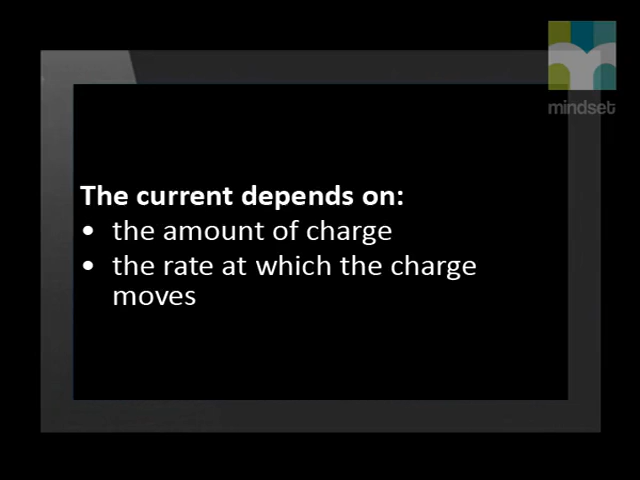 mindset
The current depends on:
• the amount of charge
• the rate at which the charge
moves